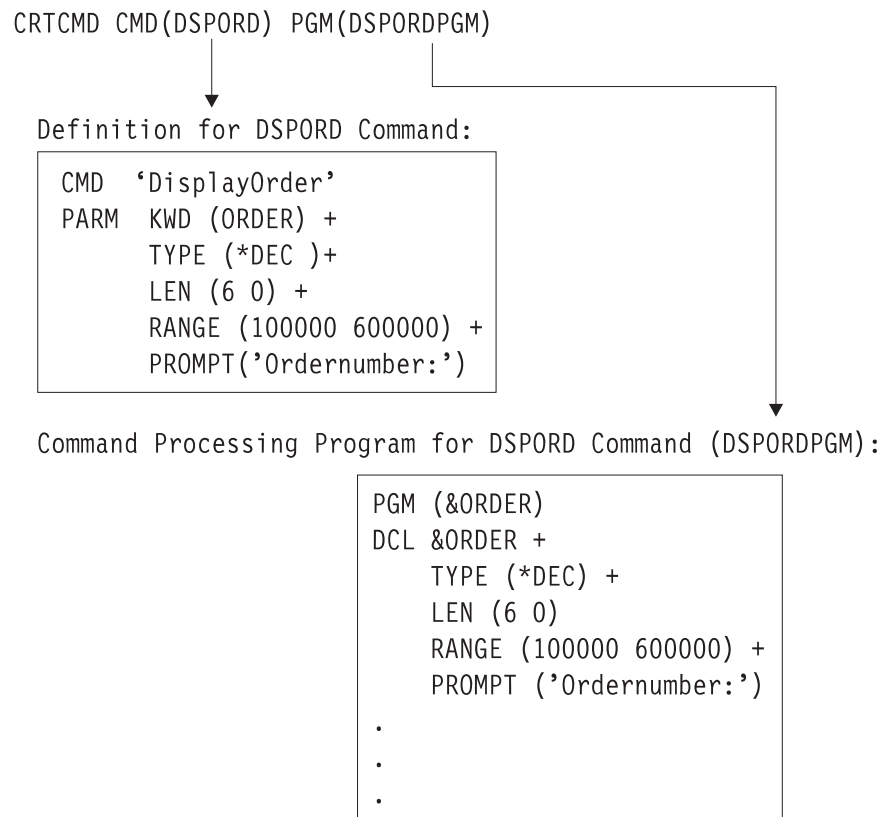 CRTCMD CMD(DSPORD) PGM(DSPORDPGM)
Definition for DSPORD Command:
CMD ‘DisplayOrder’
PARM KWD (ORDER) +
TYPE (*DEC )+
LEN (6 0) +
RANGE (100000 600000) +
PROMPT(’Ordernumber:’)
Command Processing Program for DSPORD Command (DSPORDPGM):
PGM (&ORDER)
DCL &ORDER +
TYPE (*DEC) +
LEN (6 0)
RANGE (100000 600000) +
PROMPT (’Ordernumber:’)
.
.
.